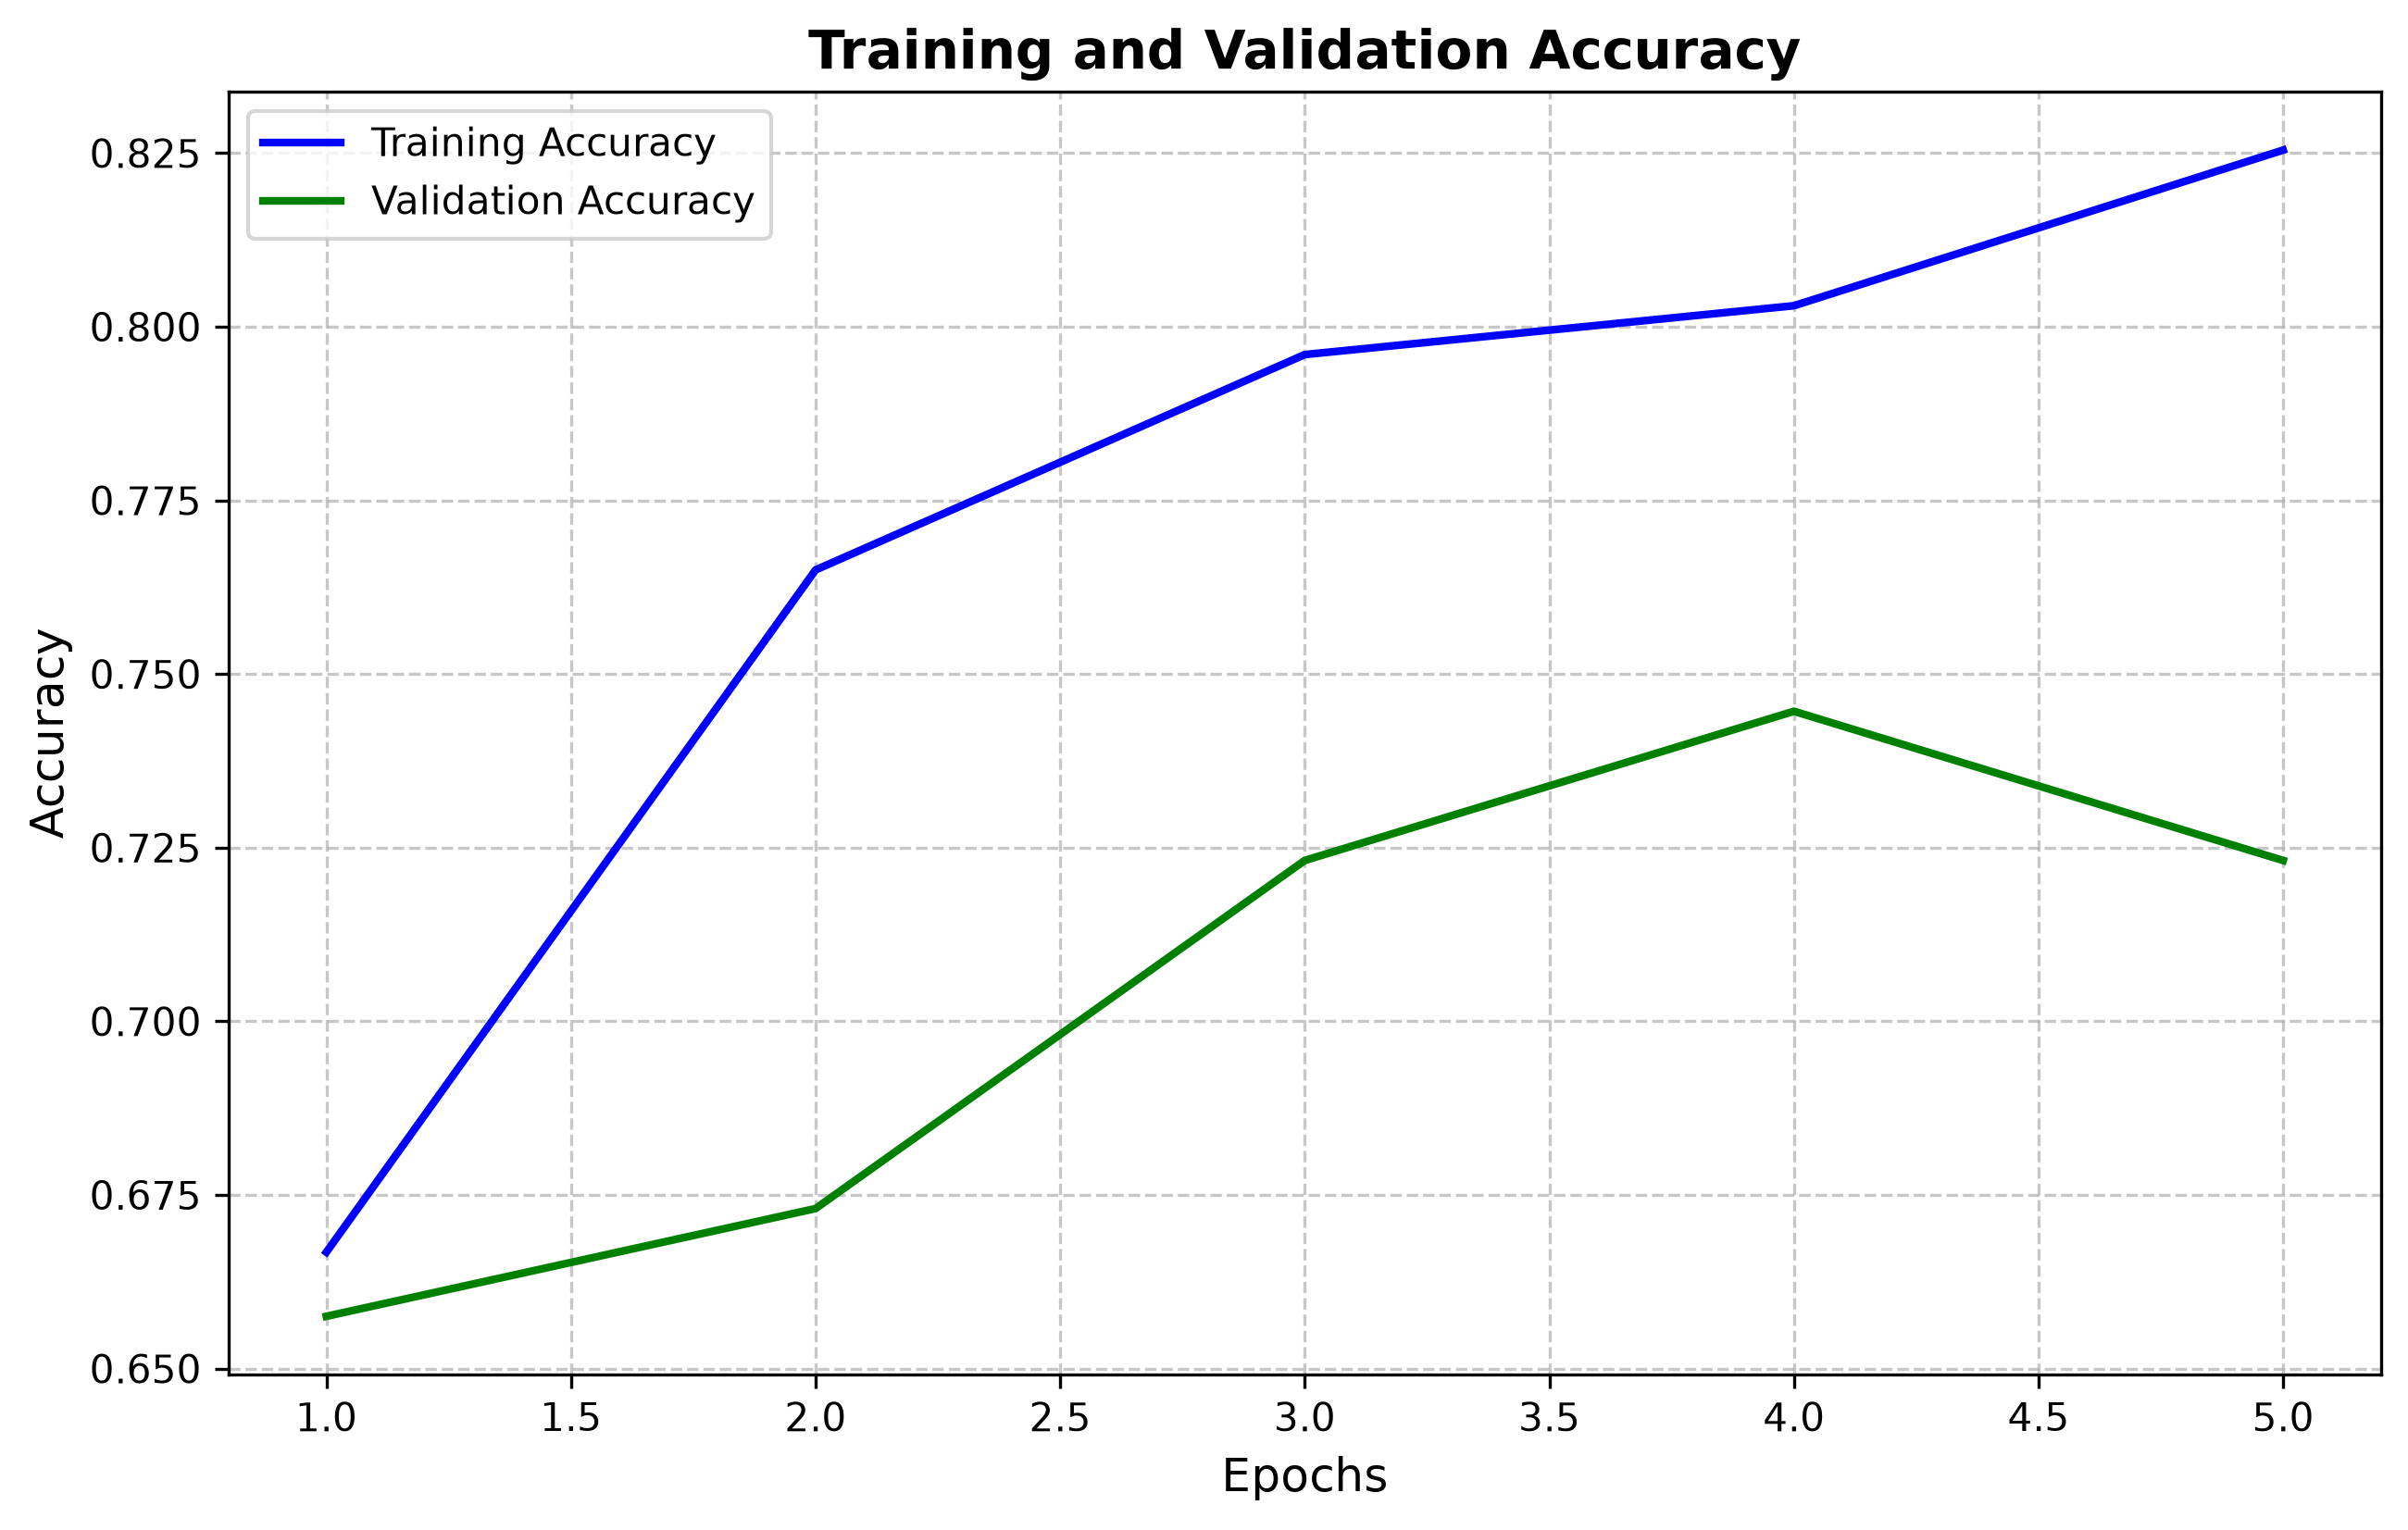 Training and Validation Accuracy
Training Accuracy
Validation Accuracy
0.825
0.800
0.775
0.750
0.725
0.700
0.675
0.650
Accuracy
1.0 1.5 2.0 2.5 3.0 3.5 4.0 4.5 5.0
Epochs